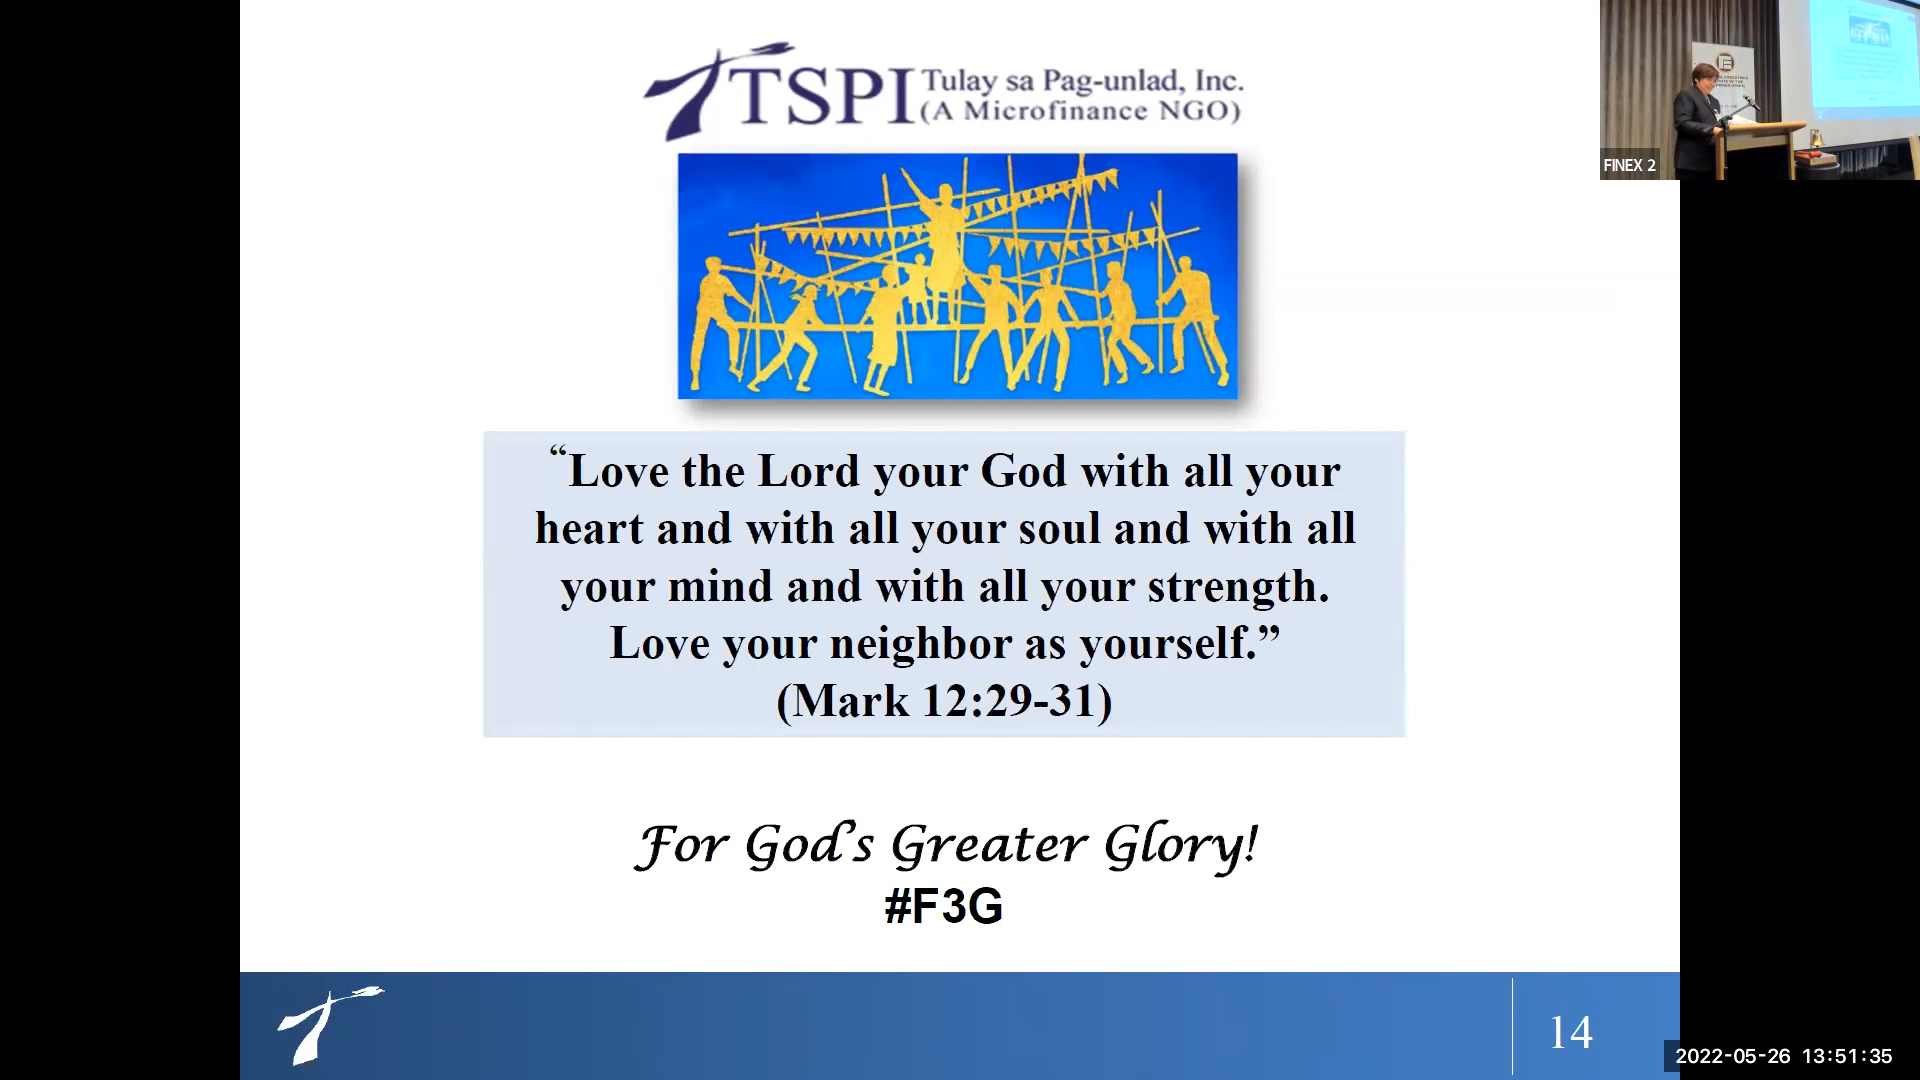 TSPI
Tulay sa Pag-unlad, Inc.
(A Microfinance NGO)
“Love the Lord your God with all your
heart and with all your soul and with all
your mind and with all your strength.
Love your neighbor as yourself.”
(Mark 12:29-31)
For God's Greater Glory!
#F3G
14
FINEX 2
2022-05-26 13:51:35